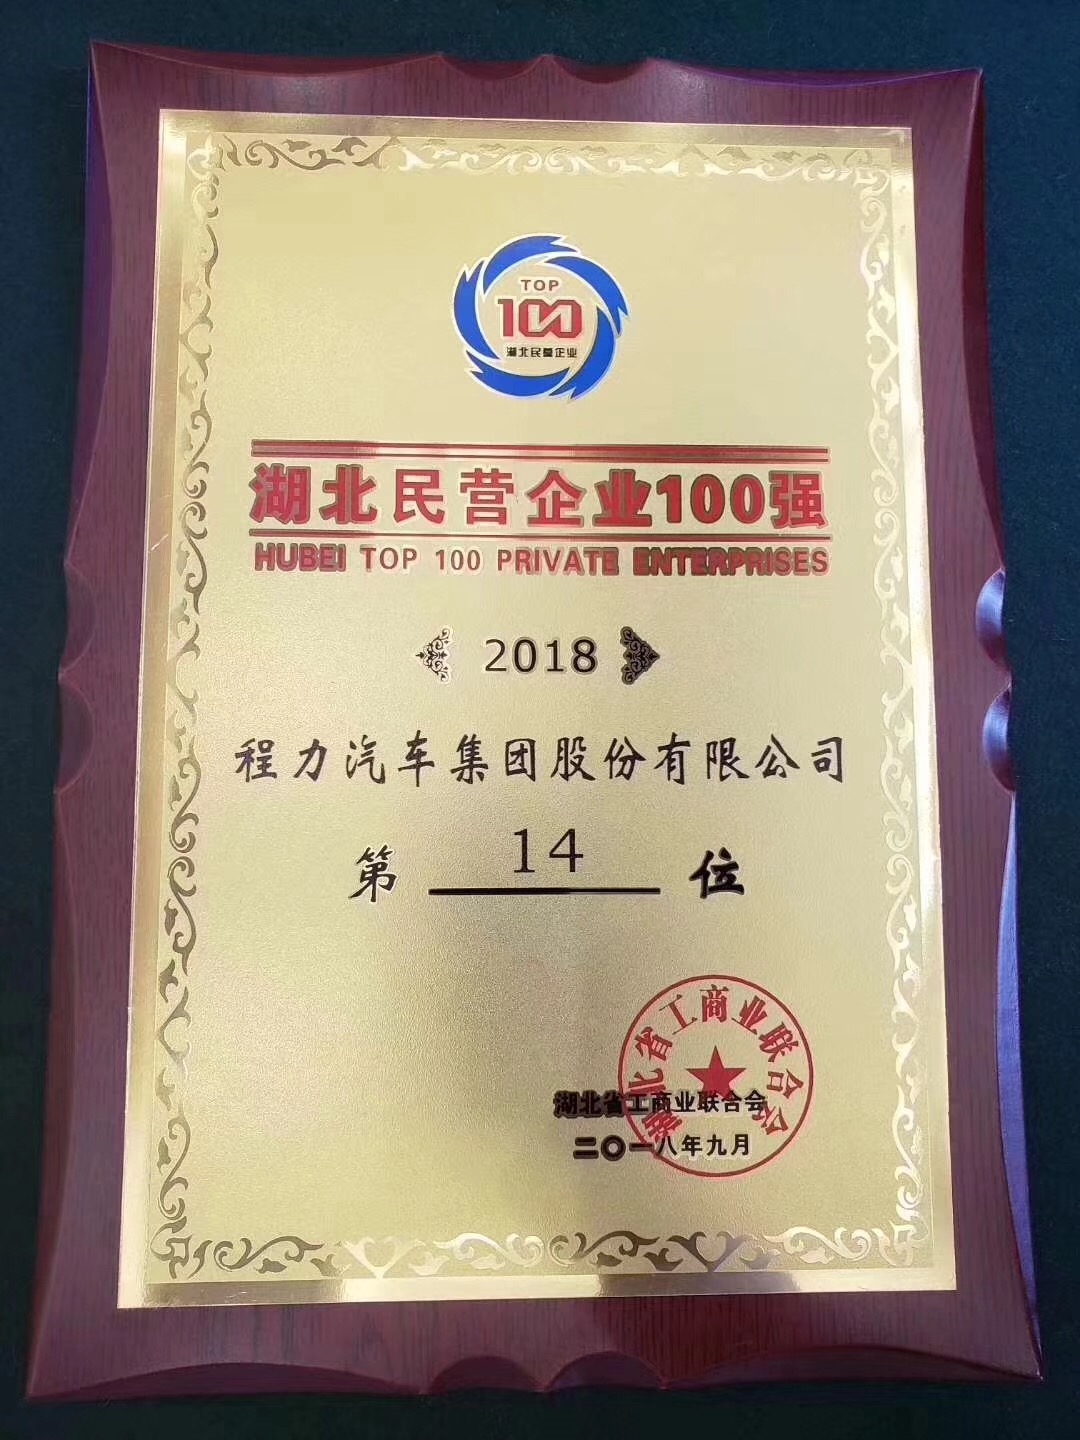 TOP
100
湖北民营企业
湖北民营企业100强
HUBEI TOP 100 PRIVATE ENTERPRISES
2018
程力汽车集团股份有限公司
第 14 位
湖北省工商业联合会
湖北省工商业联合会
二〇一八年九月